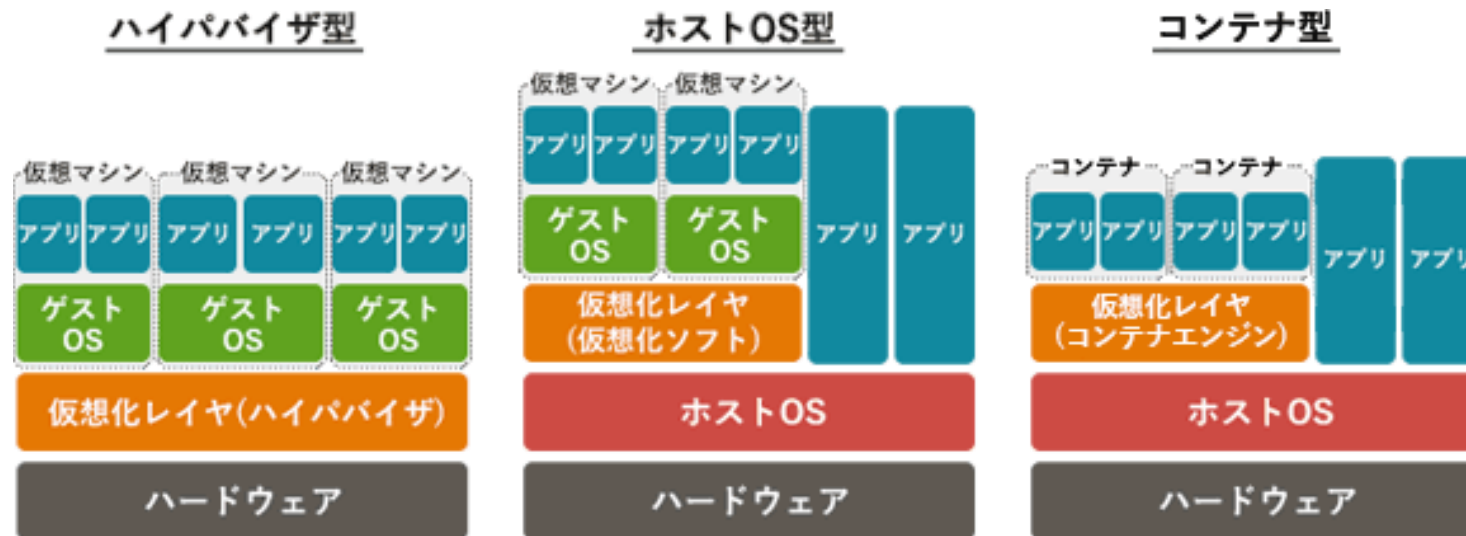 ハイパバイザ型
仮想マシン
仮想マシン
仮想マシン
アプリ
アプリ
アプリ
アプリ
アプリ
アプリ
ゲスト
OS
ゲスト
OS
ゲスト
OS
仮想化レイヤ(ハイパバイザ)
ハードウェア
ホストOS型
仮想マシン
仮想マシン
アプリ
アプリ
アプリ
アプリ
ゲスト
OS
ゲスト
OS
仮想化レイヤ
(仮想化ソフト)
アプリ
アプリ
ホストOS
ハードウェア
コンテナ型
コンテナ
コンテナ
アプリ
アプリ
アプリ
アプリ
仮想化レイヤ
(コンテナエンジン)
アプリ
アプリ
ホストOS
ハードウェア